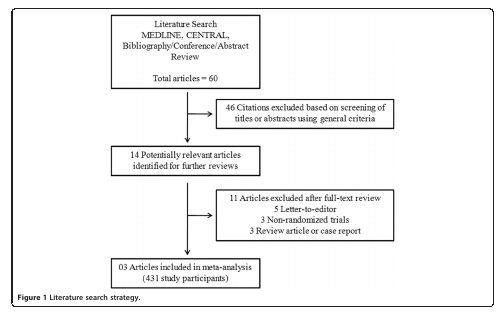 Literature Search
MEDLINE, CENTRAL,
Bibliography/Conference/Abstract
Review
Total articles = 60
46 Citations excluded based on screening of
titles or abstracts using general criteria
14 Potentially relevant articles
identified for further reviews
11 Articles excluded after full-text review
5 Letter-to-editor
3 Non-randomized trials
3 Review article or case report
03 Articles included in meta-analysis
(431 study participants)
Figure 1 Literature search strategy.